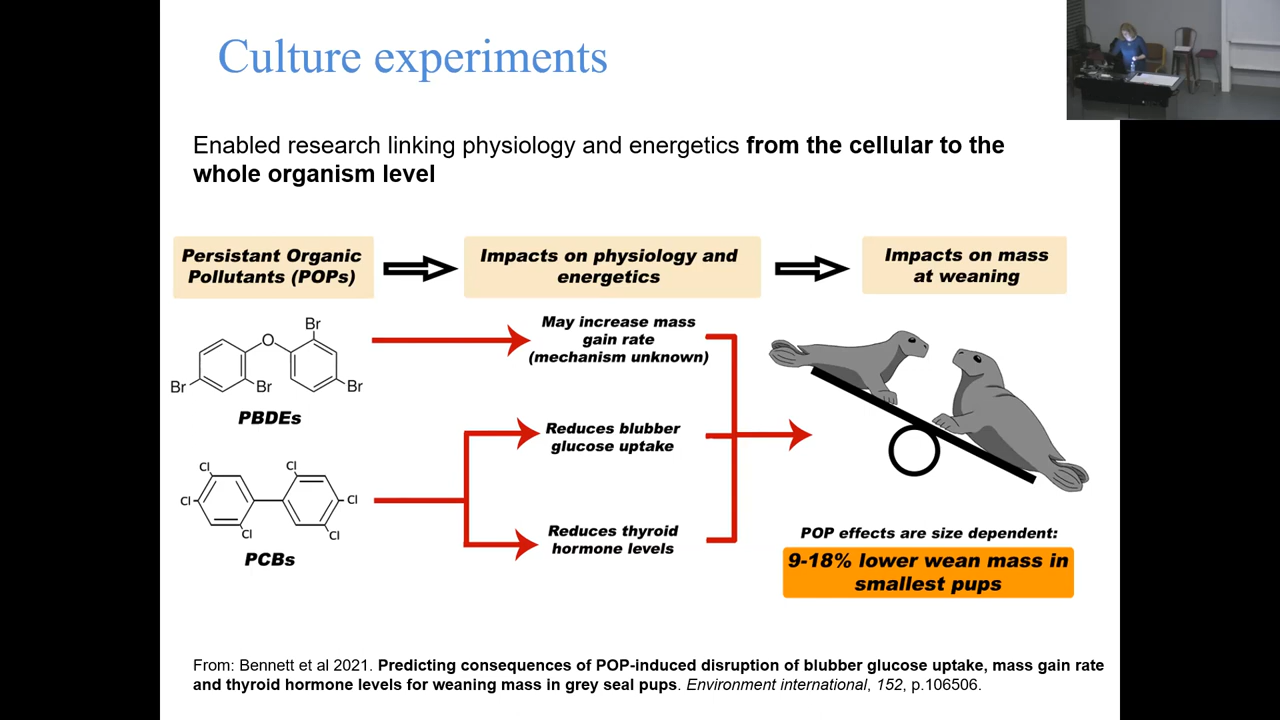 Culture experiments
Enabled research linking physiology and energetics from the cellular to the
whole organism level
Persistant Organic
Pollutants (POPs)
Impacts on physiology and
energetics
Impacts on mass
at weaning
Br
O
Br
Br
Br
PBDEs
May increase mass
gain rate
(mechanism unknown)
Reduces blubber
glucose uptake
Cl
Cl
Cl
Cl
Cl
Cl
PCBs
Reduces thyroid
hormone levels
POP effects are size dependent:
9-18% lower wean mass in
smallest pups
From: Bennett et al 2021. Predicting consequences of POP-induced disruption of blubber glucose uptake, mass gain rate
and thyroid hormone levels for weaning mass in grey seal pups. Environment international, 152, p.106506.